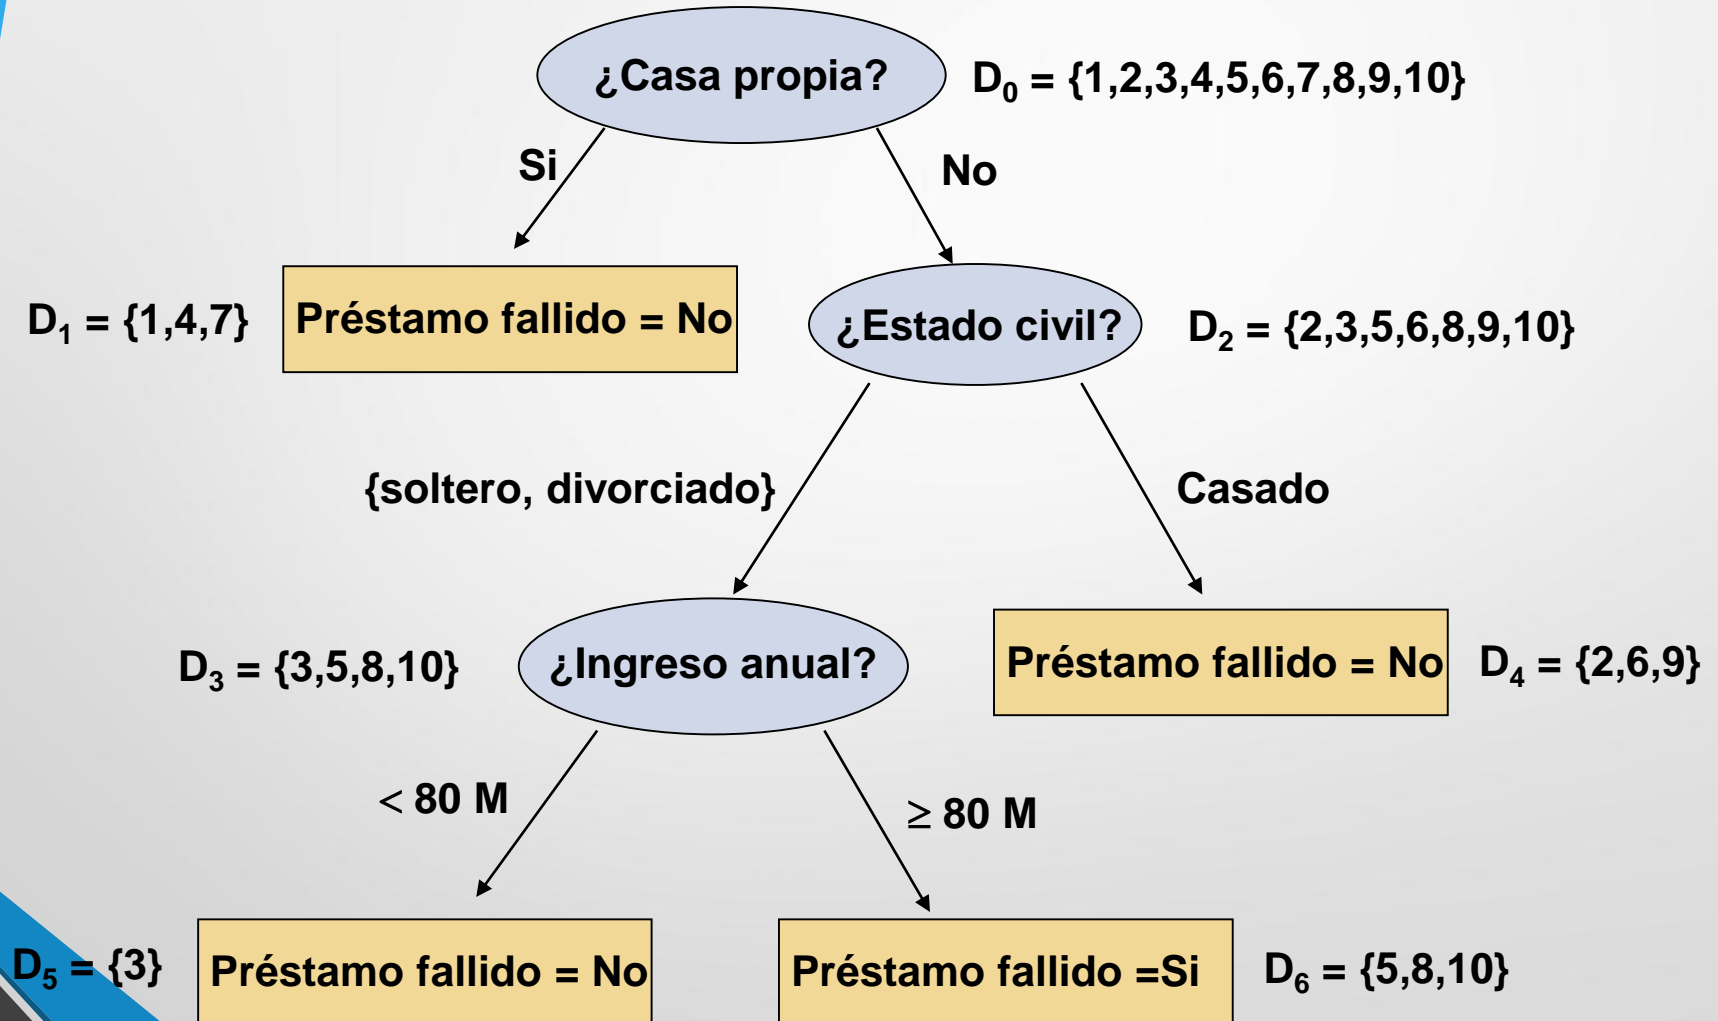 ¿Casa propia?
D0 = {1,2,3,4,5,6,7,8,9,10}
Si
No
D1 = {1,4,7}
Préstamo fallido = No
¿Estado civil?
D2 = {2,3,5,6,8,9,10}
{soltero, divorciado}
Casado
D3 = {3,5,8,10}
¿Ingreso anual?
Préstamo fallido = No
D4 = {2,6,9}
< 80 M
≥ 80 M
D5 = {3}
Préstamo fallido = No
Préstamo fallido =Si
D6 = {5,8,10}